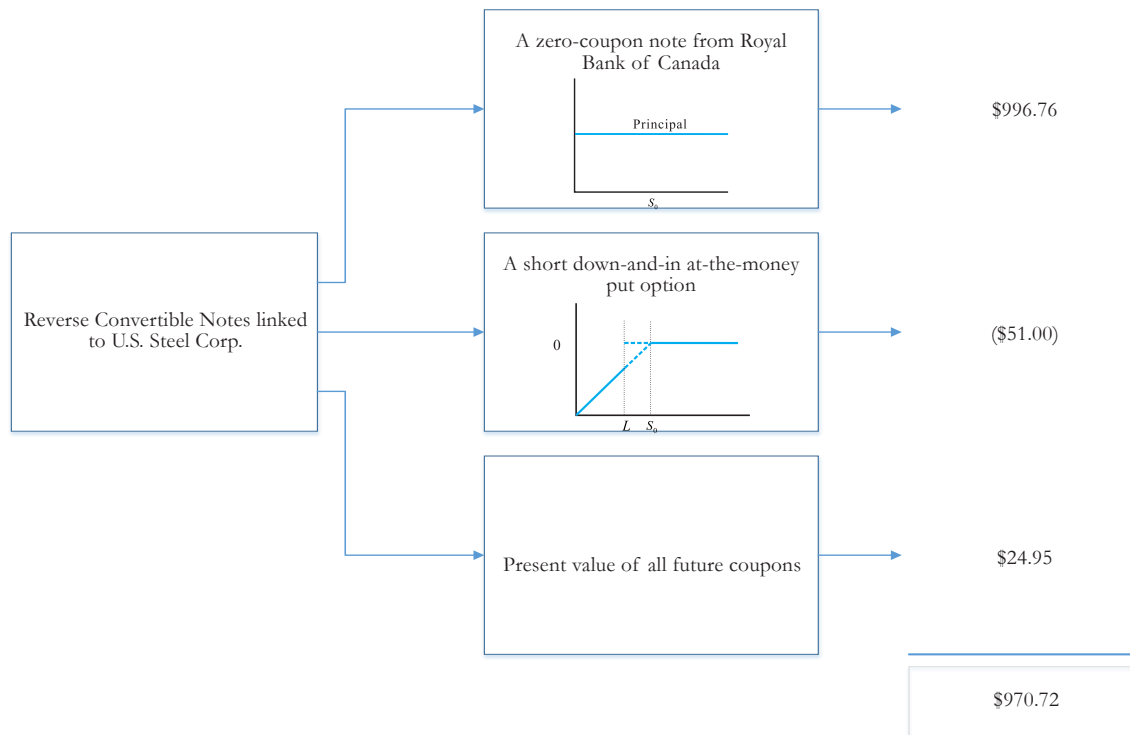 A zero-coupon note from Royal
Bank of Canada
Principal
S₀
$996.76
Reverse Convertible Notes linked
to U.S. Steel Corp.
A short down-and-in at-the-money
put option
0
L S₀
($51.00)
Present value of all future coupons
$24.95
$970.72